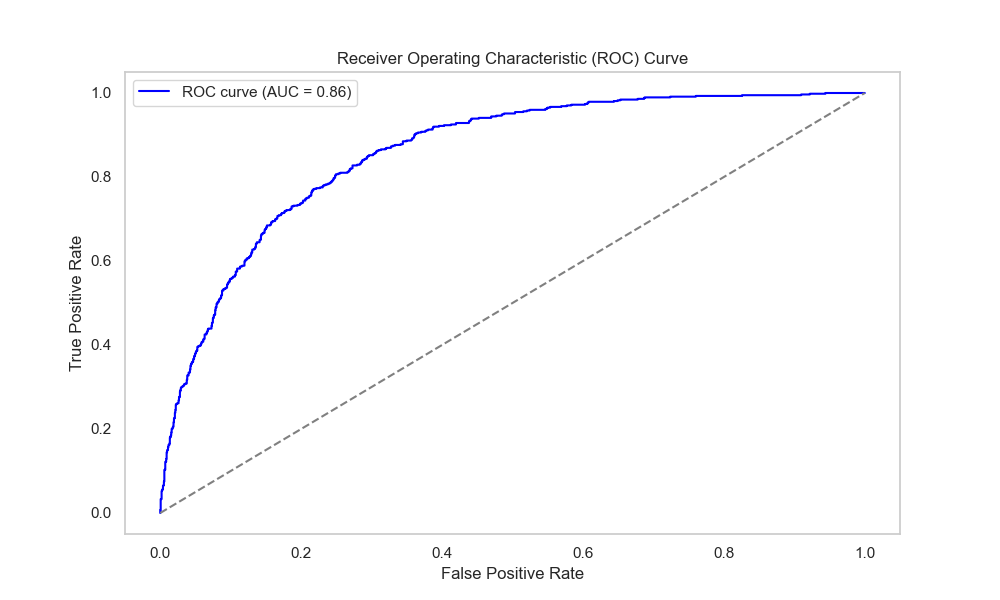 Receiver Operating Characteristic (ROC) Curve
ROC curve (AUC = 0.86)
True Positive Rate
1.0
0.8
0.6
0.4
0.2
0.0
0.0 0.2 0.4 0.6 0.8 1.0
False Positive Rate